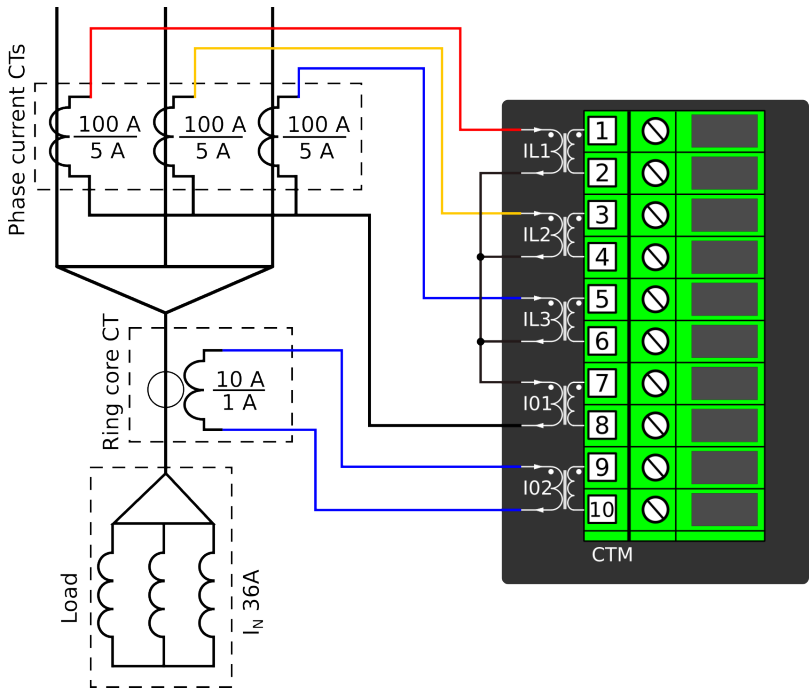 Phase current CTs
100 A
5 A
100 A
5 A
100 A
5 A
IL1
1
2
IL2
3
4
IL3
5
6
I01
7
8
I02
9
10
CTM
Ring core CT
10 A
1 A
Load
IN 36A